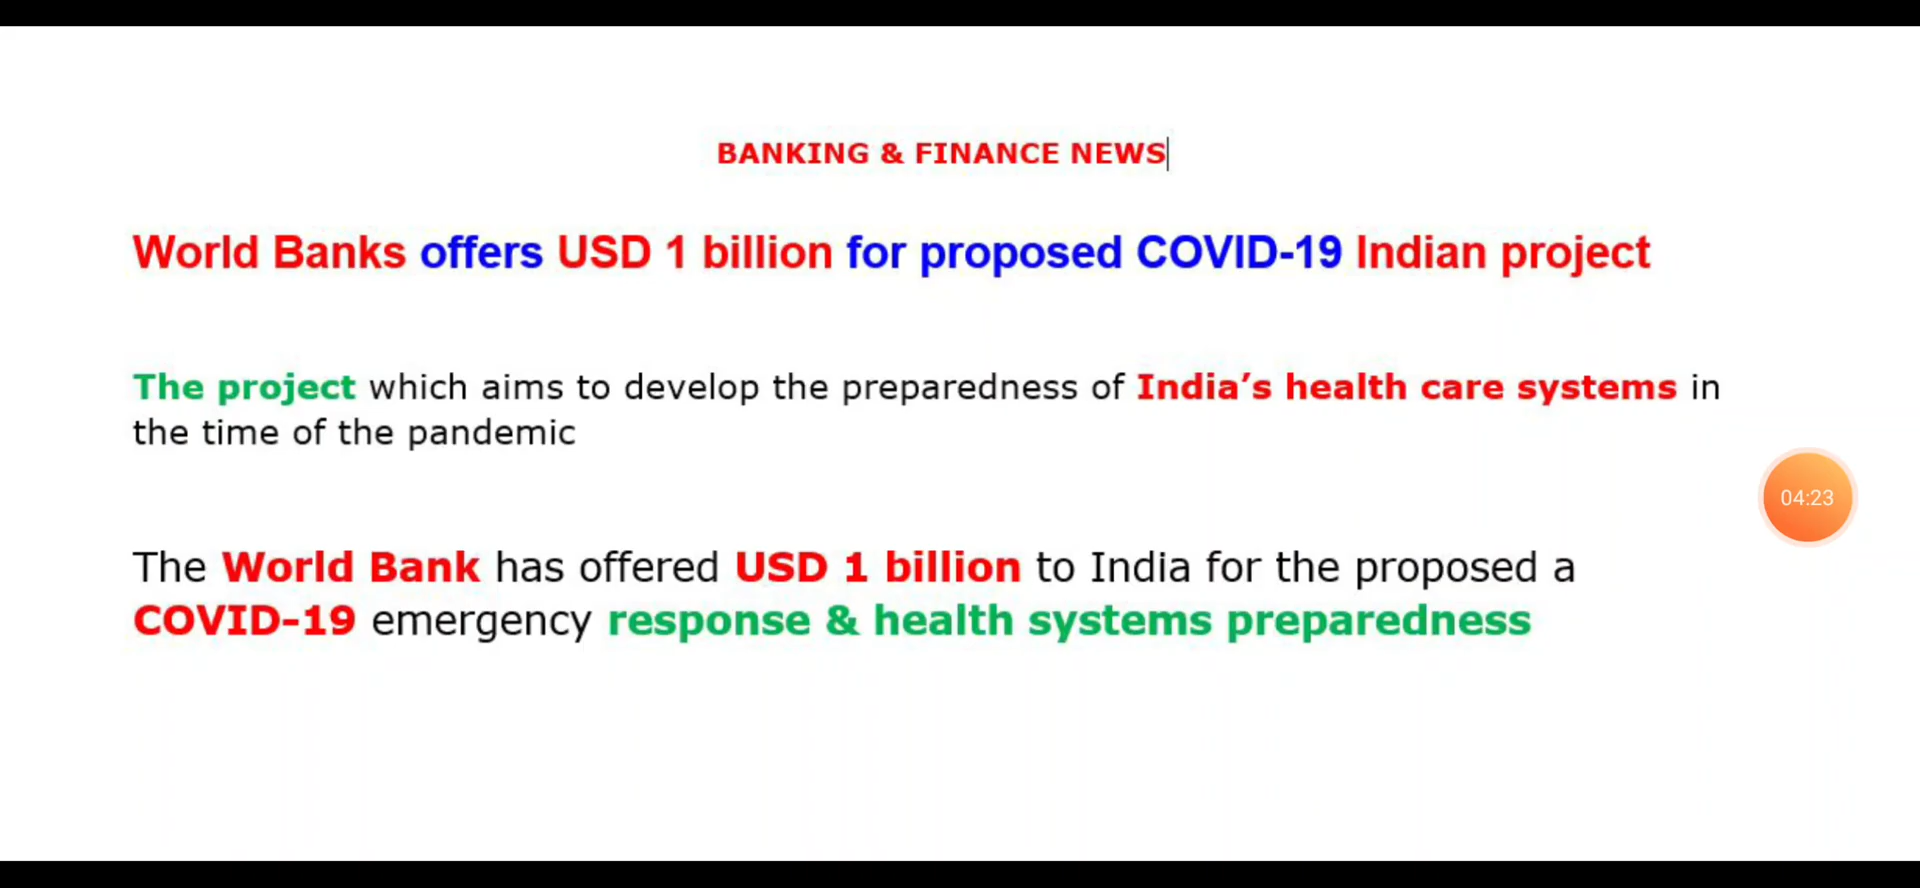 BANKING & FINANCE NEWS
World Banks offers USD 1 billion for proposed COVID-19 Indian project
The project which aims to develop the preparedness of India’s health care systems in
the time of the pandemic
04:23
The World Bank has offered USD 1 billion to India for the proposed a
COVID-19 emergency response & health systems preparedness